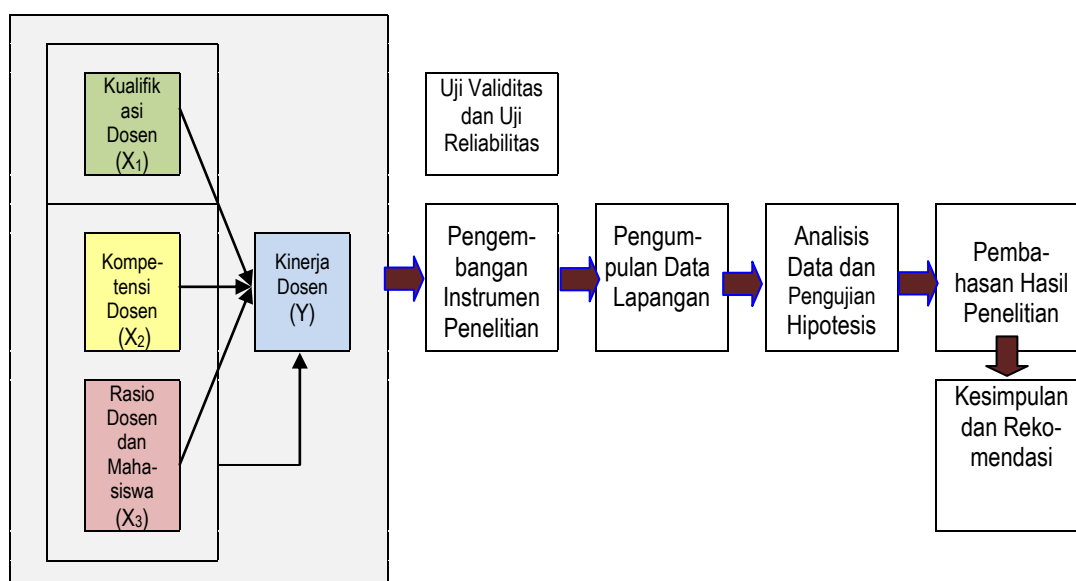 Kualifik
asi
Dosen
(X₁)
Kompe-
tensi
Dosen
(X₂)
Rasio
Dosen
dan
Maha-
siswa
(X₃)
Kinerja
Dosen
(Y)
Uji Validitas
dan Uji
Reliabilitas
Pengem-
bangan
Instrumen
Penelitian
Pengum-
pulan Data
Lapangan
Analisis
Data dan
Pengujian
Hipotesis
Pemba-
hasan Hasil
Penelitian
Kesimpulan
dan Reko-
mendasi